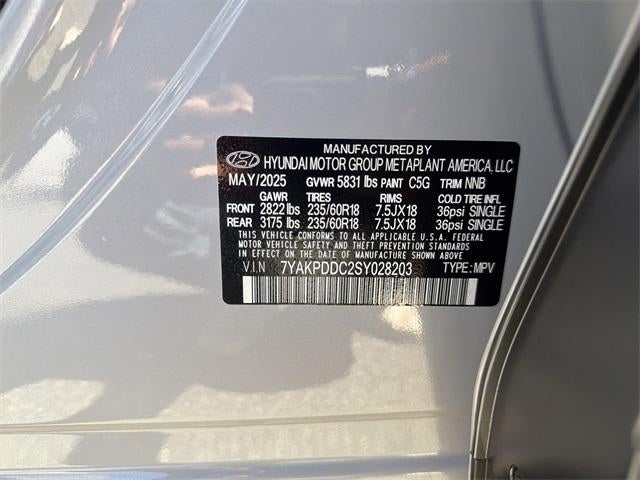 MANUFACTURED BY
HYUNDAI MOTOR GROUP METAPLANT AMERICA, LLC
MAY/2025 GVWR 5831 lbs PANT C5G TRIM NNB
GAWR TIRES RIMS COLD TIRE INFL
FRONT 2822 lbs 235/60R18 7.5JX18 36psi SINGLE
REAR 3175 lbs 235/60R18 7.5JX18 36psi SINGLE
THIS VEHICLE CONFORMS TO ALL APPLICABLE U.S. FEDERAL
MOTOR VEHICLE SAFETY AND THEFT PREVENTION STANDARDS
IN EFFECT ON THE DATE OF MANUFACTURE SHOWN ABOVE.
V.I.N 7YAKPDDC2SY028203 TYPE: MPV